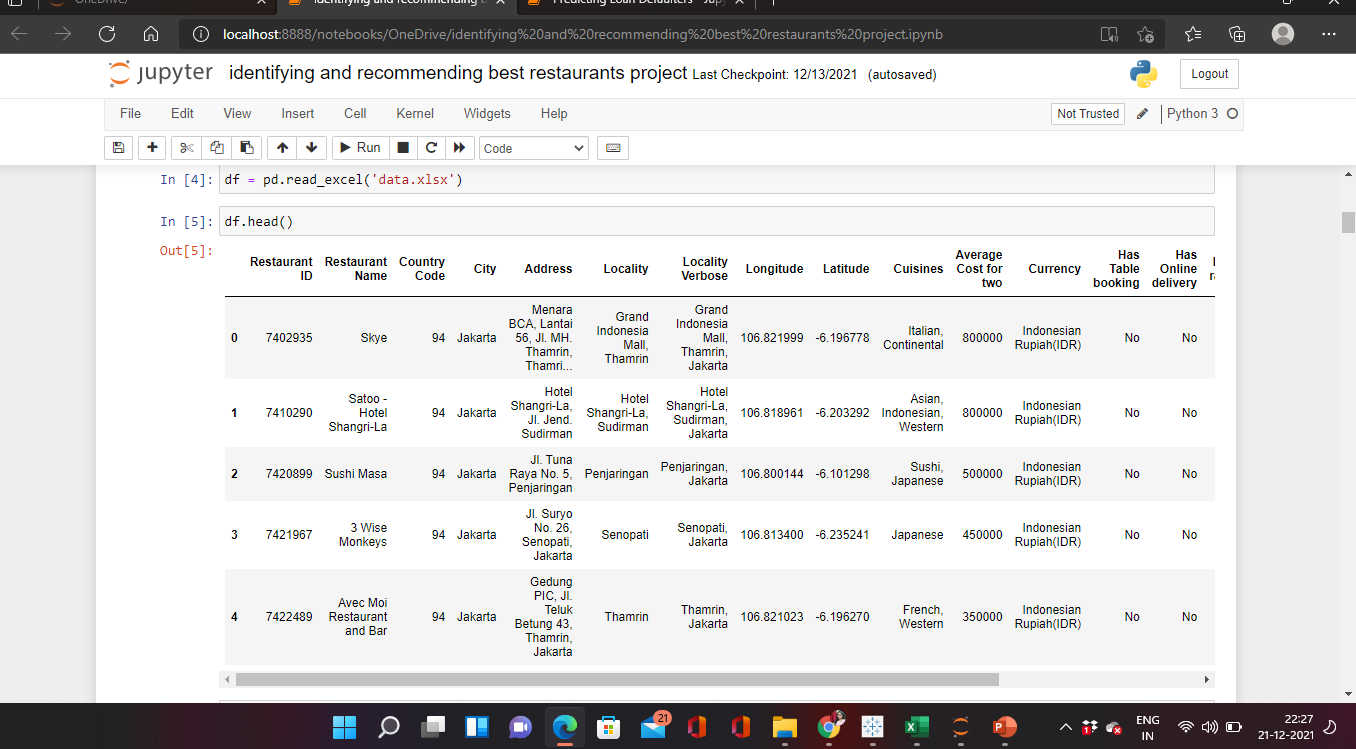 OneDrive/
identifying and recommending b
Predicting Loan Defaulters - Jup
localhost:8888/notebooks/OneDrive/identifying%20and%20recommending%20best%20restaurants%20project.ipynb
jupyter identifying and recommending best restaurants project Last Checkpoint: 12/13/2021 (autosaved)
Logout
File Edit View Insert Cell Kernel Widgets Help
Not Trusted
Python 3
Run
Code
In [4]: df = pd.read_excel('data.xlsx')
In [5]: df.head()
Out[5]:
Restaurant ID Restaurant Name Country Code City Address Locality Locality Verbose Longitude Latitude Cuisines Average Cost for two Currency Has Table booking Has Online delivery
0 7402935 Skye 94 Jakarta Menara BCA, Lantai 56, Jl. MH. Thamrin, Thamri... Grand Indonesia Mall, Thamrin Grand Indonesia Mall, Thamrin, Jakarta 106.821999 -6.196778 Italian, Continental 800000 Indonesian Rupiah(IDR) No No
1 7410290 Satoo - Hotel Shangri-La 94 Jakarta Hotel Shangri-La, Jl. Jend. Sudirman Hotel Shangri-La, Sudirman Hotel Shangri-La, Sudirman, Jakarta 106.818961 -6.203292 Asian, Indonesian, Western 800000 Indonesian Rupiah(IDR) No No
2 7420899 Sushi Masa 94 Jakarta Jl. Tuna Raya No. 5, Penjaringan Penjaringan Penjaringan, Jakarta 106.800144 -6.101298 Sushi, Japanese 500000 Indonesian Rupiah(IDR) No No
3 7421967 3 Wise Monkeys 94 Jakarta Jl. Suryo No. 26, Senopati, Jakarta Senopati Senopati, Jakarta 106.813400 -6.235241 Japanese 450000 Indonesian Rupiah(IDR) No No
4 7422489 Avec Moi Restaurant and Bar 94 Jakarta Gedung PIC, Jl. Teluk Betung 43, Thamrin, Jakarta Thamrin Thamrin, Jakarta 106.821023 -6.196270 French, Western 350000 Indonesian Rupiah(IDR) No No
21
1
ENG
IN
22:27
21-12-2021